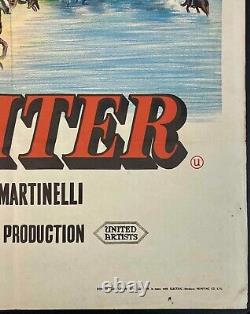 ITER
U
MARTINELLI
PRODUCTION
UNITED
ARTISTS